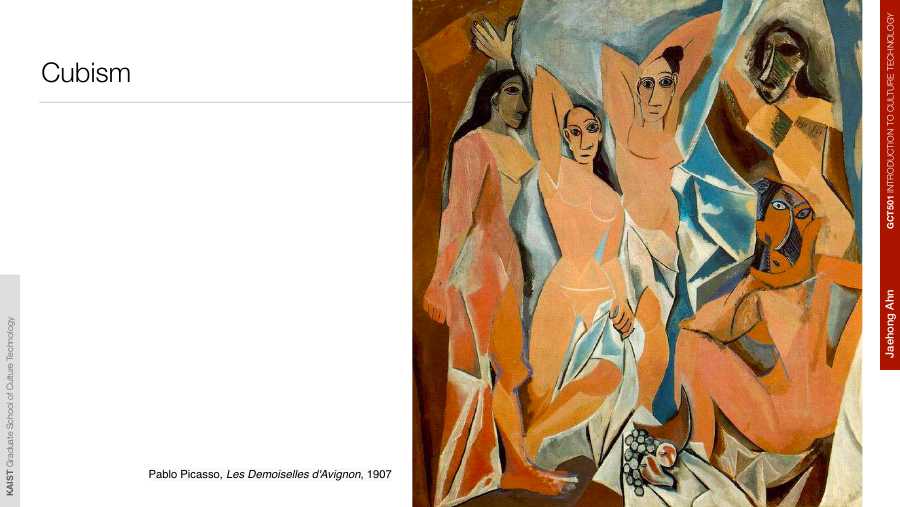 Cubism
Pablo Picasso, Les Demoiselles d'Avignon, 1907
KAIST Graduate School of Culture Technology
GCT501 INTRODUCTION TO CULTURE TECHNOLOGY
Jaehong Ahn